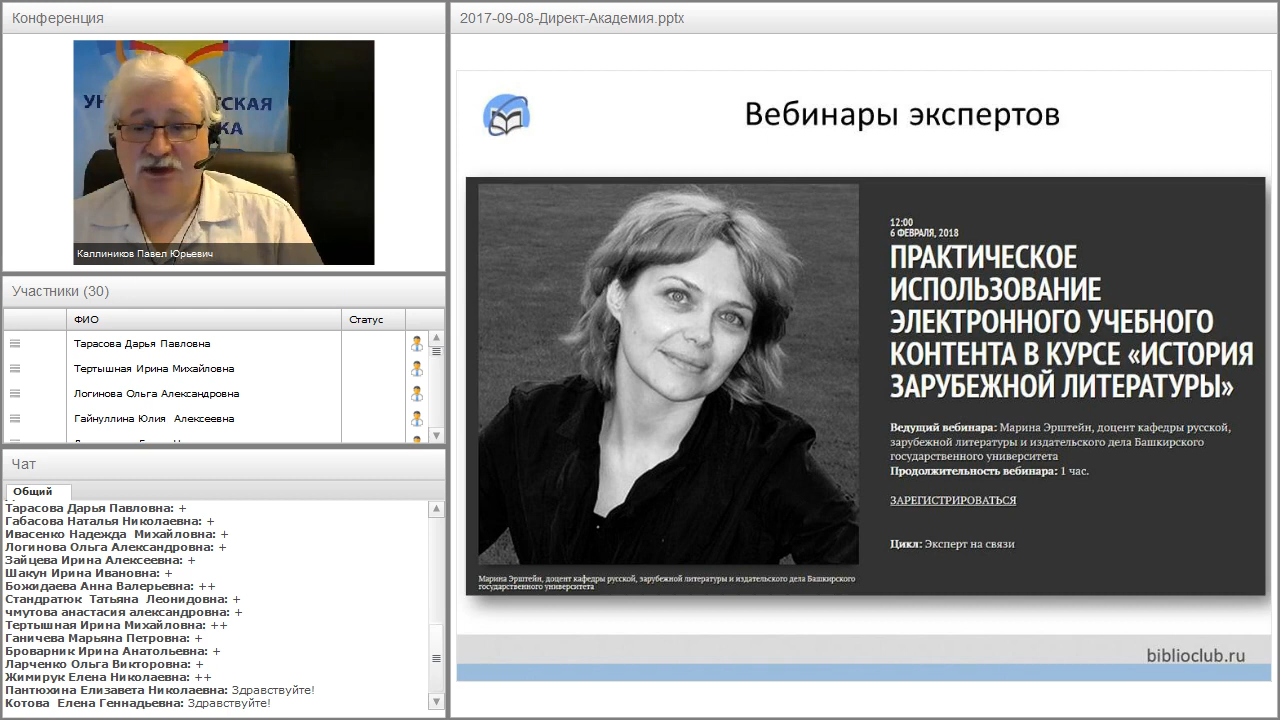 Конференция
УН
ТСКАЯ
КА
Каллиников Павел Юрьевич
Участники (30)
ФИО Статус
Тарасова Дарья Павловна
Тертышная Ирина Михайловна
Логинова Ольга Александровна
Гайнуллина Юлия Алексеевна
Чат
Общий
Тарасова Дарья Павловна: +
Габасова Наталья Николаевна: +
Ивасенко Надежда Михайловна: +
Логинова Ольга Александровна: +
Зайцева Ирина Алексеевна: +
Шакун Ирина Ивановна: +
Божидаева Анна Валерьевна: ++
Стандратюк Татьяна Леонидовна: +
чмутова анастасия александровна: +
Тертышная Ирина Михайловна: ++
Ганичева Марьяна Петровна: +
Броварник Ирина Анатольевна: +
Ларченко Ольга Викторовна: +
Жимирук Елена Николаевна: ++
Пантюхина Елизавета Николаевна: Здравствуйте!
Котова Елена Геннадьевна: Здравствуйте!
2017-09-08-Директ-Академия.pptx
Вебинары экспертов
12:00
6 ФЕВРАЛЯ, 2018
ПРАКТИЧЕСКОЕ
ИСПОЛЬЗОВАНИЕ
ЭЛЕКТРОННОГО УЧЕБНОГО
КОНТЕНТА В КУРСЕ «ИСТОРИЯ
ЗАРУБЕЖНОЙ ЛИТЕРАТУРЫ»
Ведущий вебинара: Марина Эрштейн, доцент кафедры русской,
зарубежной литературы и издательского дела Башкирского
государственного университета
Продолжительность вебинара: 1 час.
ЗАРЕГИСТРИРОВАТЬСЯ
Цикл: Эксперт на связи
Марина Эрштейн, доцент кафедры русской, зарубежной литературы и издательского дела Башкирского
государственного университета
biblioclub.ru